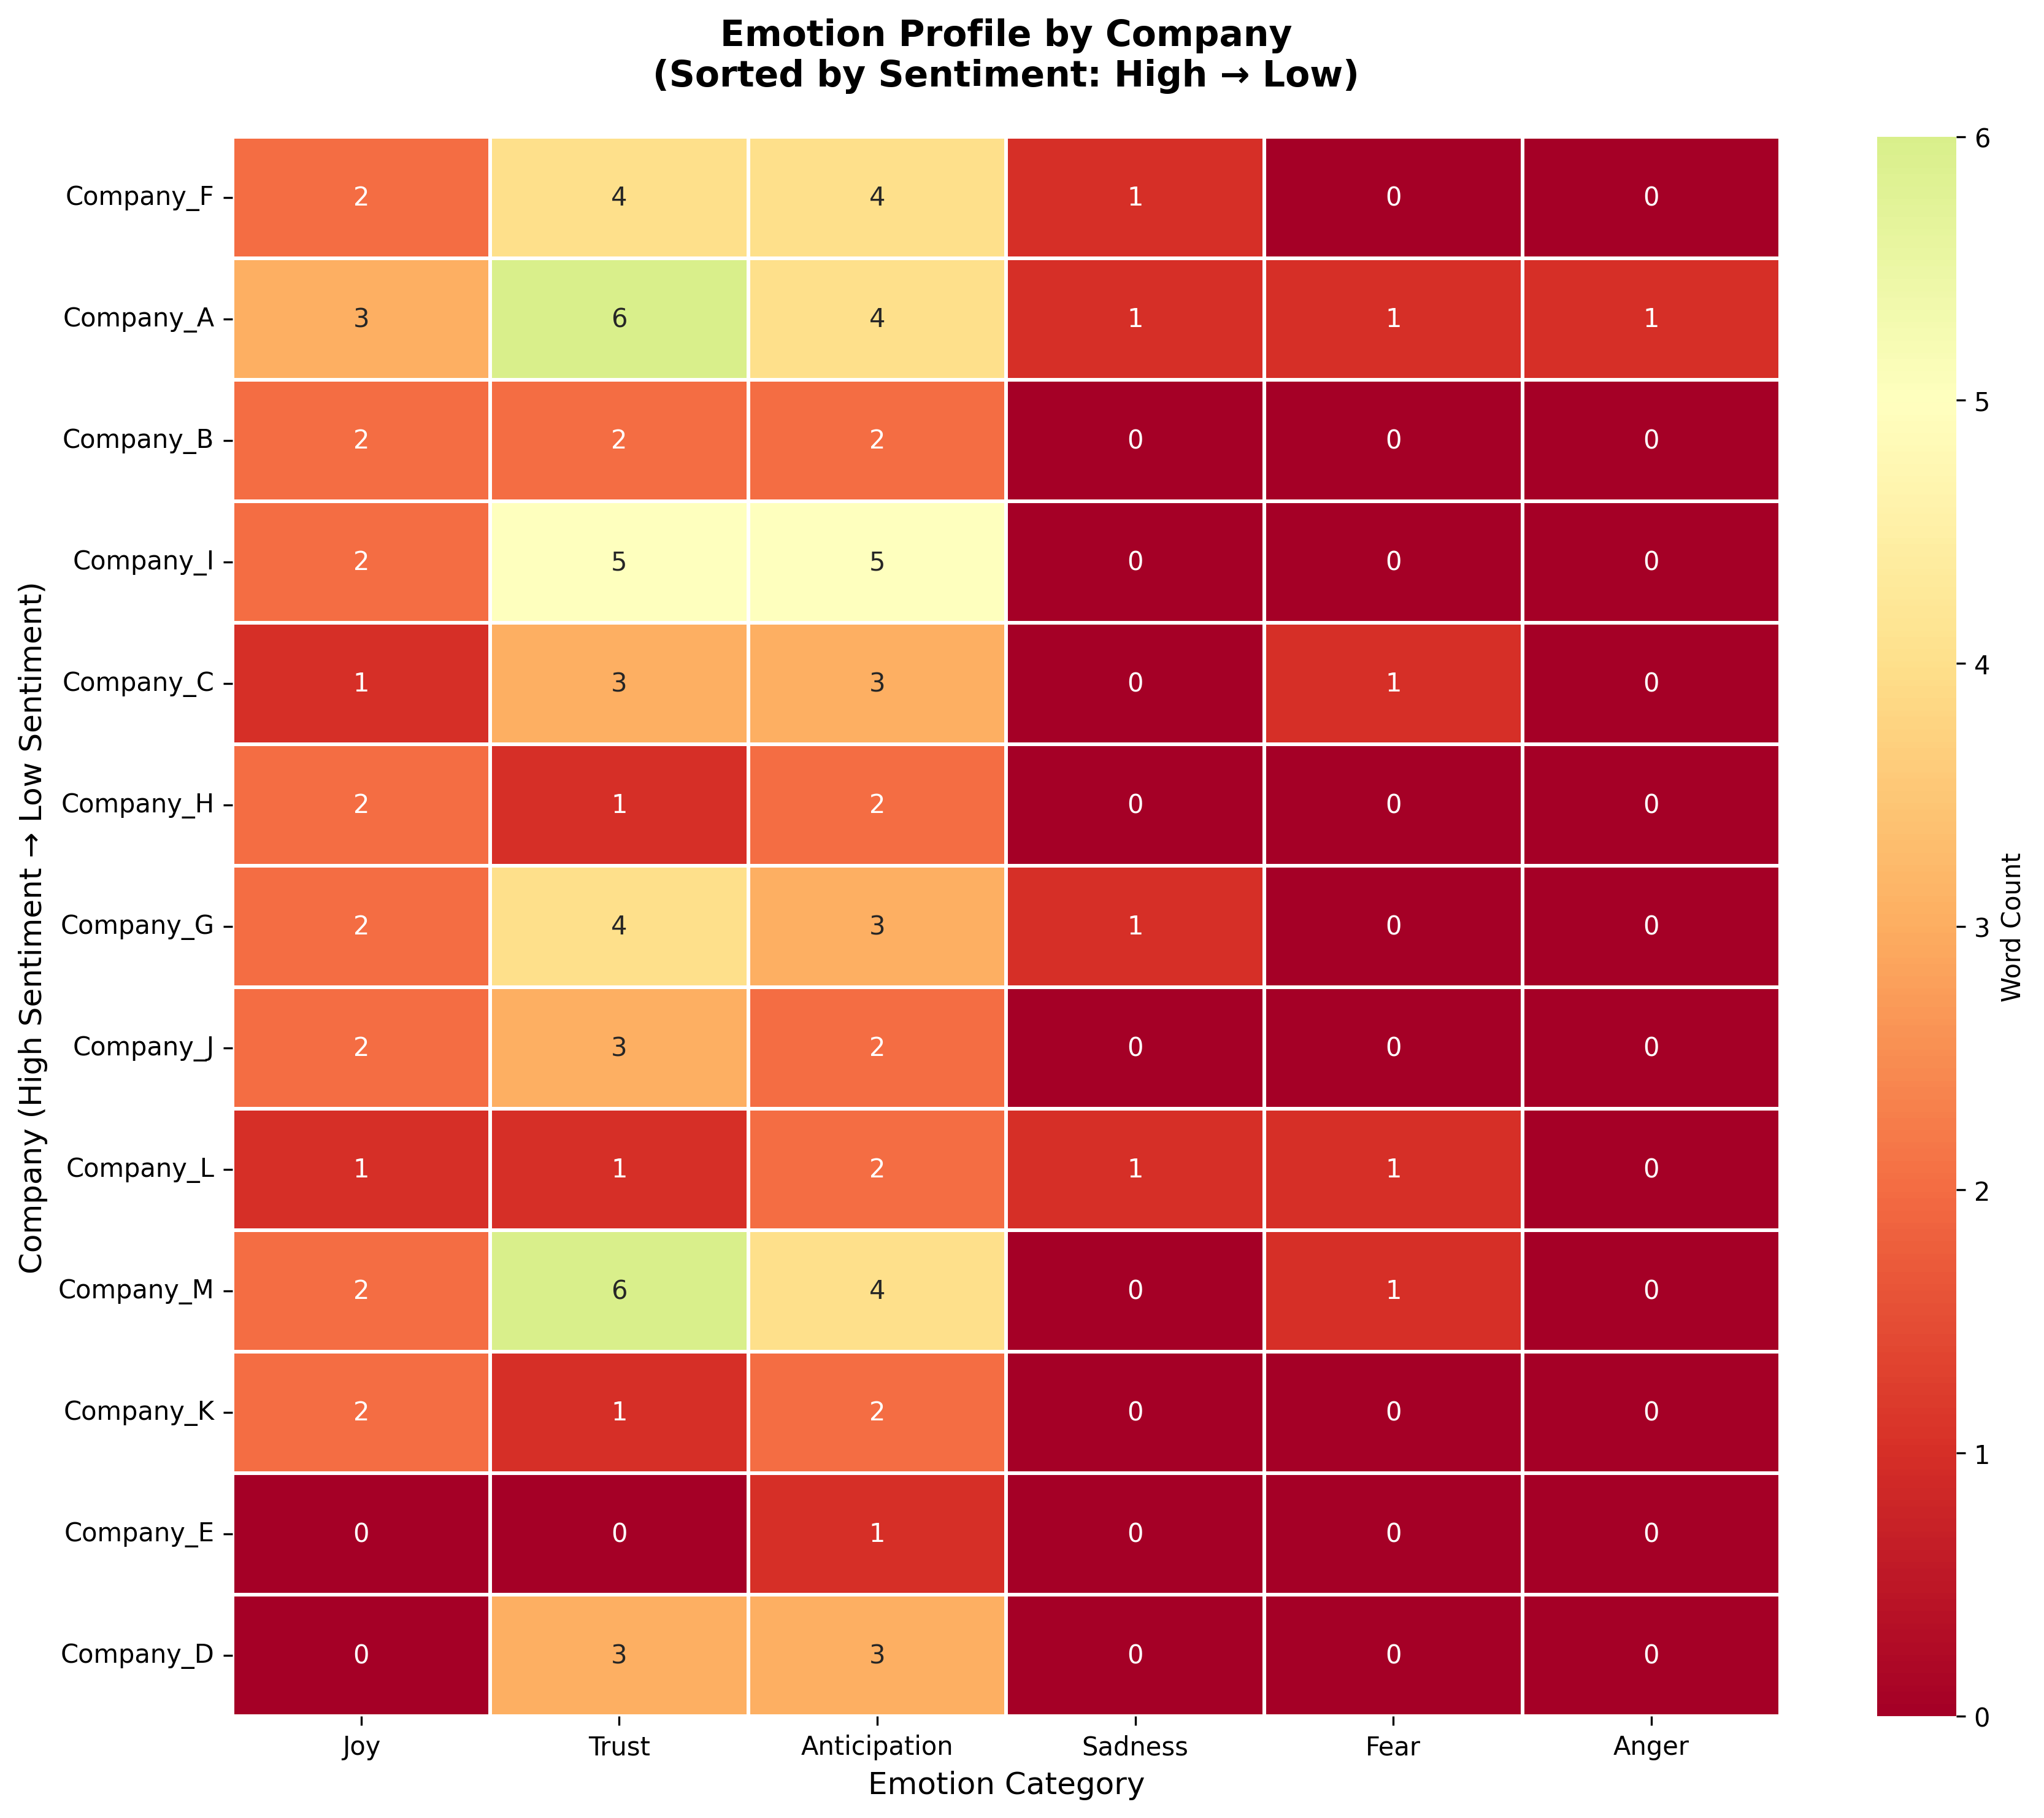 Emotion Profile by Company
(Sorted by Sentiment: High → Low)
Company (High Sentiment → Low Sentiment)
Company_F 2 4 4 1 0 0
Company_A 3 6 4 1 1 1
Company_B 2 2 2 0 0 0
Company_I 2 5 5 0 0 0
Company_C 1 3 3 0 1 0
Company_H 2 1 2 0 0 0
Company_G 2 4 3 1 0 0
Company_J 2 3 2 0 0 0
Company_L 1 1 2 1 1 0
Company_M 2 6 4 0 1 0
Company_K 2 1 2 0 0 0
Company_E 0 0 1 0 0 0
Company_D 0 3 3 0 0 0
Joy Trust Anticipation Sadness Fear Anger
Emotion Category
6
5
4
3
2
1
0
Word Count